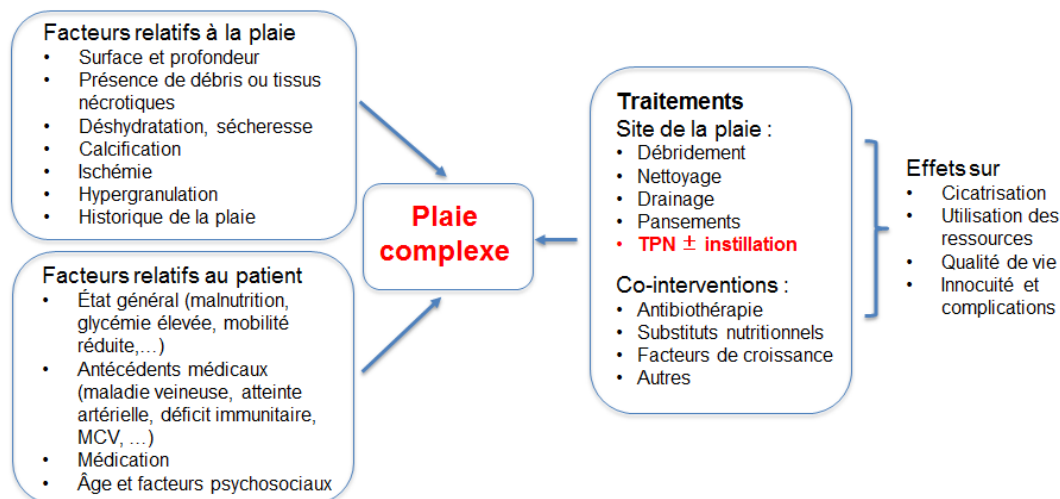 Facteurs relatifs à la plaie
• Surface et profondeur
• Présence de débris ou tissus
nécrotiques
• Déshydratation, sécheresse
• Calcification
• Ischémie
• Hypergranulation
• Historique de la plaie
Facteurs relatifs au patient
• État général (malnutrition,
glycémie élevée, mobilité
réduite,…)
• Antécédents médicaux
(maladie veineuse, atteinte
artérielle, déficit immunitaire,
MCV, …)
• Médication
• Âge et facteurs psychosociaux
Plaie
complexe
Traitements
Site de la plaie :
• Débridement
• Nettoyage
• Drainage
• Pansements
• TPN ± instillation
Co-interventions :
• Antibiothérapie
• Substituts nutritionnels
• Facteurs de croissance
• Autres
Effets sur
• Cicatrisation
• Utilisation des
ressources
• Qualité de vie
• Innocuité et
complications